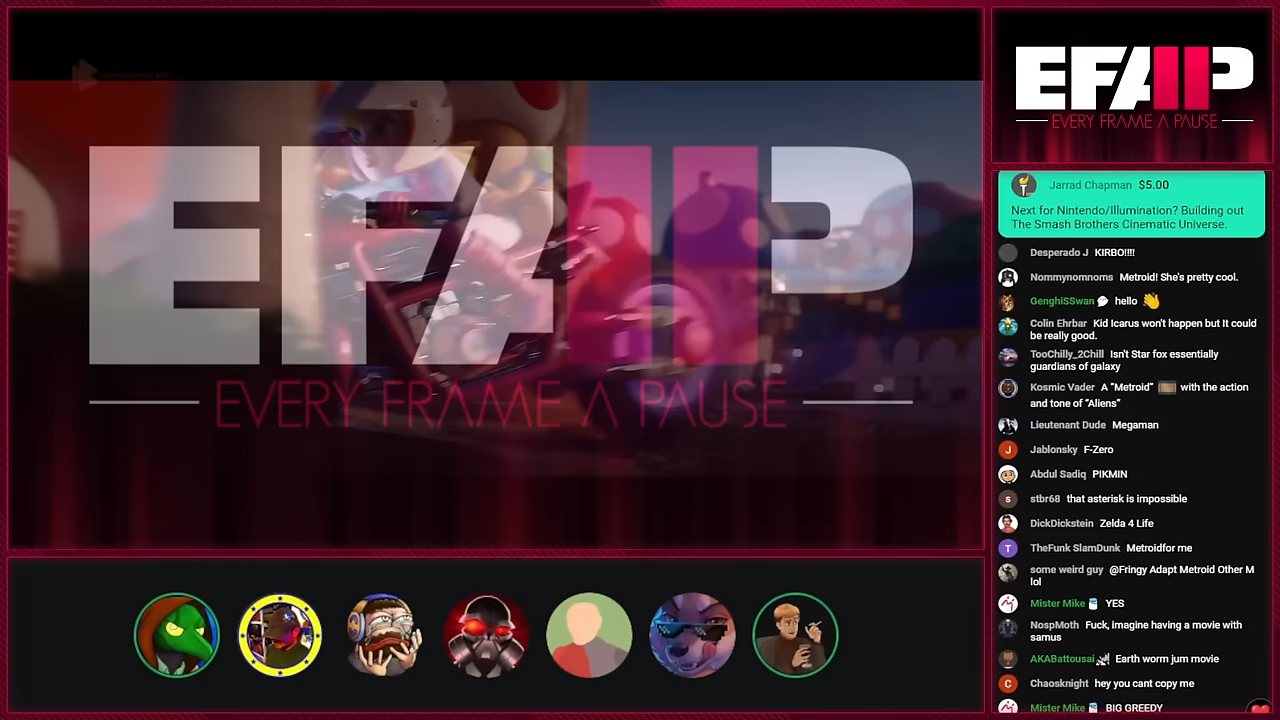 EFAP
EVERY FRAME A PAUSE
EFAP
EVERY FRAME A PAUSE
Jarrad Chapman $5.00
Next for Nintendo/Illumination? Building out
The Smash Brothers Cinematic Universe.
Desperado J KIRBO!!!!
Nommynomnoms Metroid! She's pretty cool.
GenghiSSwan hello
Colin Ehrbar Kid Icarus won't happen but It could
be really good.
TooChilly_2Chill Isn't Star fox essentially
guardians of galaxy
Kosmic Vader A “Metroid” with the action
and tone of “Aliens”
Lieutenant Dude Megaman
J Jablonsky F-Zero
Abdul Sadiq PIKMIN
s stbr68 that asterisk is impossible
DickDickstein Zelda 4 Life
T TheFunk SlamDunk Metroidfor me
some weird guy @Fringy Adapt Metroid Other M
lol
Mister Mike YES
NospMoth Fuck, imagine having a movie with
samus
AKABattousai Earth worm jum movie
C Chaosknight hey you cant copy me
Mister Mike BIG GREEDY